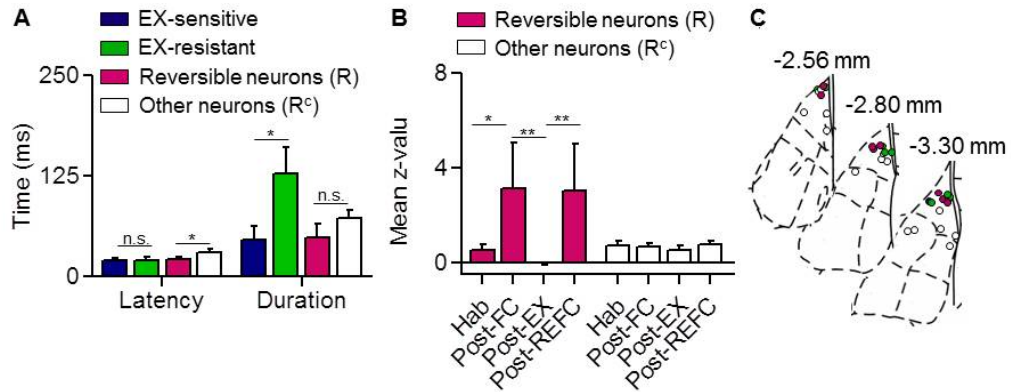 A
EX-sensitive
EX-resistant
Reversible neurons (R)
Other neurons (Rᶜ)
250
125
0
Time (ms)
n.s.
*
*
n.s.
Latency
Duration
B
Reversible neurons (R)
Other neurons (Rᶜ)
8
4
0
Mean z-valu
*
**
**
Hab
Post-FC
Post-EX
Post-REFC
Hab
Post-FC
Post-EX
Post-REFC
C
-2.56 mm
-2.80 mm
-3.30 mm